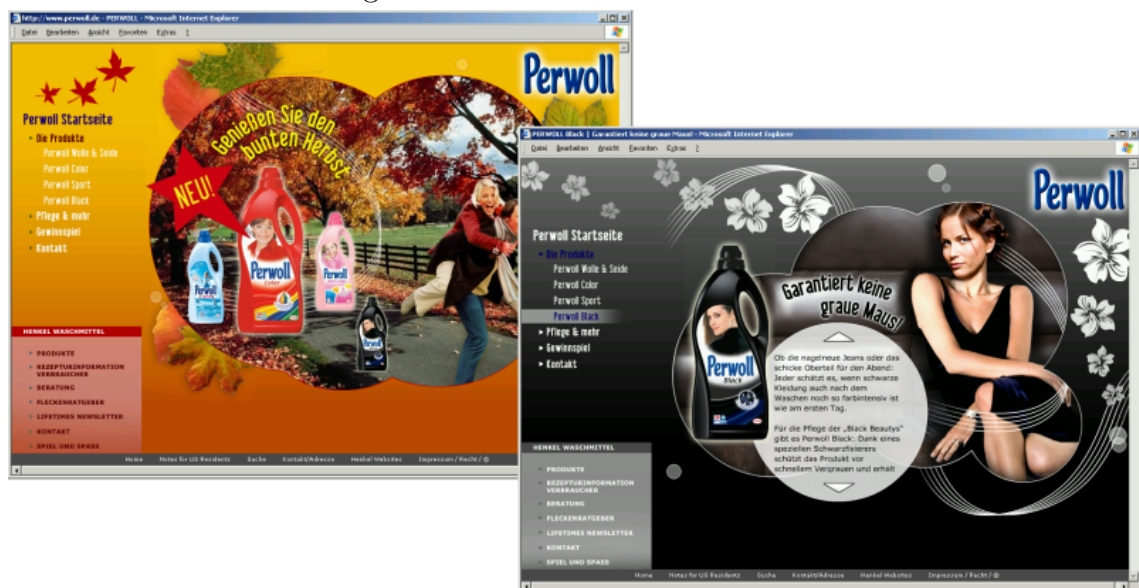 http://www.perwoll.de - PERWOLL - Microsoft Internet Explorer
Datei Bearbeiten Ansicht Favoriten Extras ?
Perwoll
Perwoll Startseite
Die Produkte
Perwoll Wolle & Seide
Perwoll Color
Perwoll Sport
Perwoll Black
Pflege & mehr
Gewinnspiel
Kontakt
Genießen Sie den
bunten Herbst
NEU!
Perwoll
Perwoll
Color
Perwoll
HENKEL WASCHMITTEL
PRODUKTE
REZEPTURINFORMATION
VERBRAUCHER
BERATUNG
FLECKENRATGEBER
LIFETIMES NEWSLETTER
KONTAKT
SPIEL UND SPASS
Home Notes for US Residents Suche Kontakt/Adresse Henkel Websites Impressum / Recht / ©
PERWOLL Black | Garantiert keine graue Maus! - Microsoft Internet Explorer
Datei Bearbeiten Ansicht Favoriten Extras ?
Perwoll
Perwoll Startseite
Die Produkte
Perwoll Wolle & Seide
Perwoll Color
Perwoll Sport
Perwoll Black
Pflege & mehr
Gewinnspiel
Kontakt
Garantiert keine
graue Maus!
Perwoll
Black
Ob die nagelneue Jeans oder das
schicke Oberteil für den Abend:
Jeder schätzt es, wenn schwarze
Kleidung auch nach dem
Waschen noch so farbintensiv ist
wie am ersten Tag.
Für die Pflege der „Black Beautys"
gibt es Perwoll Black: Dank eines
speziellen Schwarzfixierers
schützt das Produkt vor
schnellem Vergrauen und erhält
HENKEL WASCHMITTEL
PRODUKTE
REZEPTURINFORMATION
VERBRAUCHER
BERATUNG
FLECKENRATGEBER
LIFETIMES NEWSLETTER
KONTAKT
SPIEL UND SPASS
Home Notes for US Residents Suche Kontakt/Adresse Henkel Websites Impressum / Recht / ©